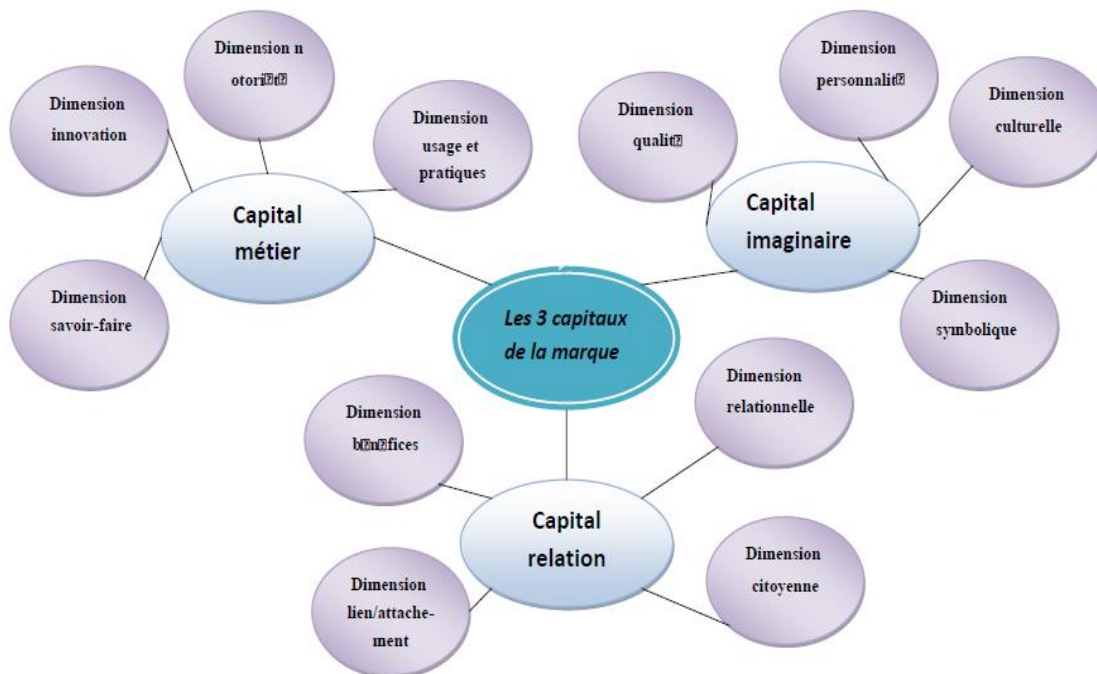 Dimension n
otori�t�
Dimension
innovation
Dimension
usage et
pratiques
Capital
métier
Dimension
savoir-faire
Dimension
personnalit�
Dimension
culturelle
Dimension
qualit�
Capital
imaginaire
Dimension
symbolique
Les 3 capitaux
de la marque
Dimension
b�n�fices
Dimension
relationnelle
Capital
relation
Dimension
lien/attache-
ment
Dimension
citoyenne